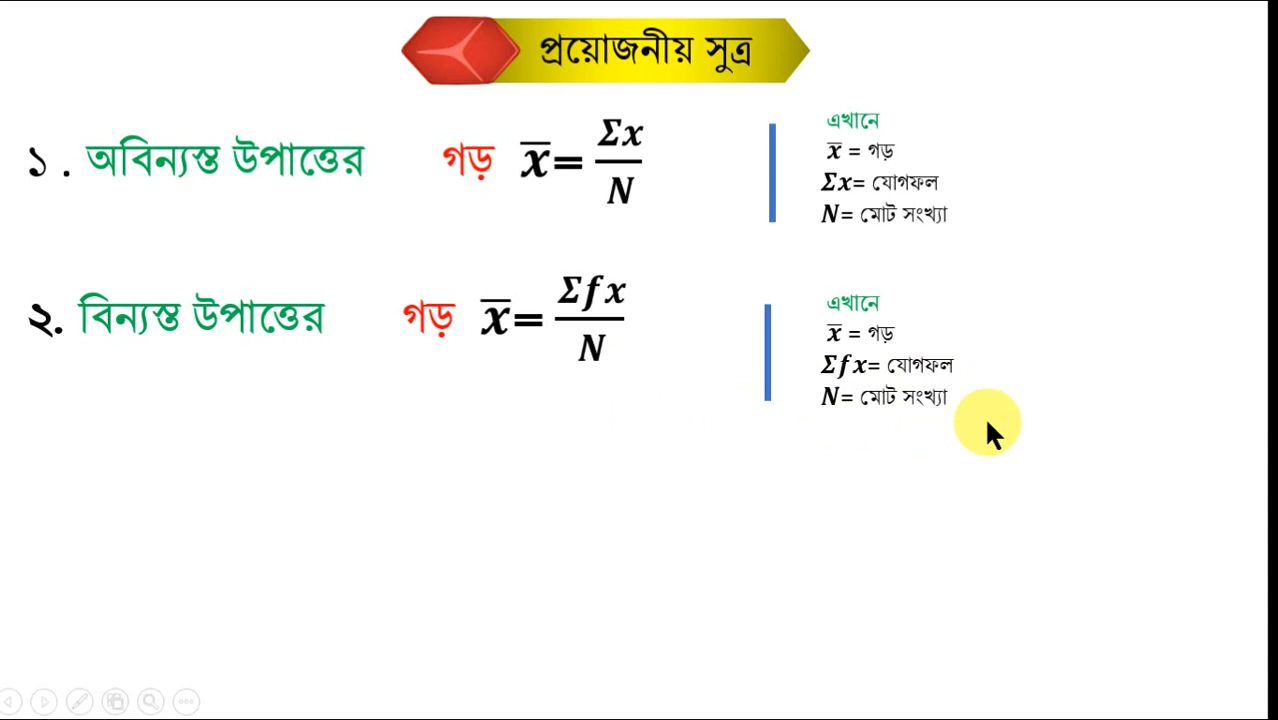 প্রয়োজনীয় সুত্র
১ . অবিন্যস্ত উপাত্তের গড় x̅= Σx/N
এখানে
x̅ = গড়
Σx= যোগফল
N= মোট সংখ্যা
২. বিন্যস্ত উপাত্তের গড় x̅= Σfx/N
এখানে
x̅ = গড়
Σfx= যোগফল
N= মোট সংখ্যা